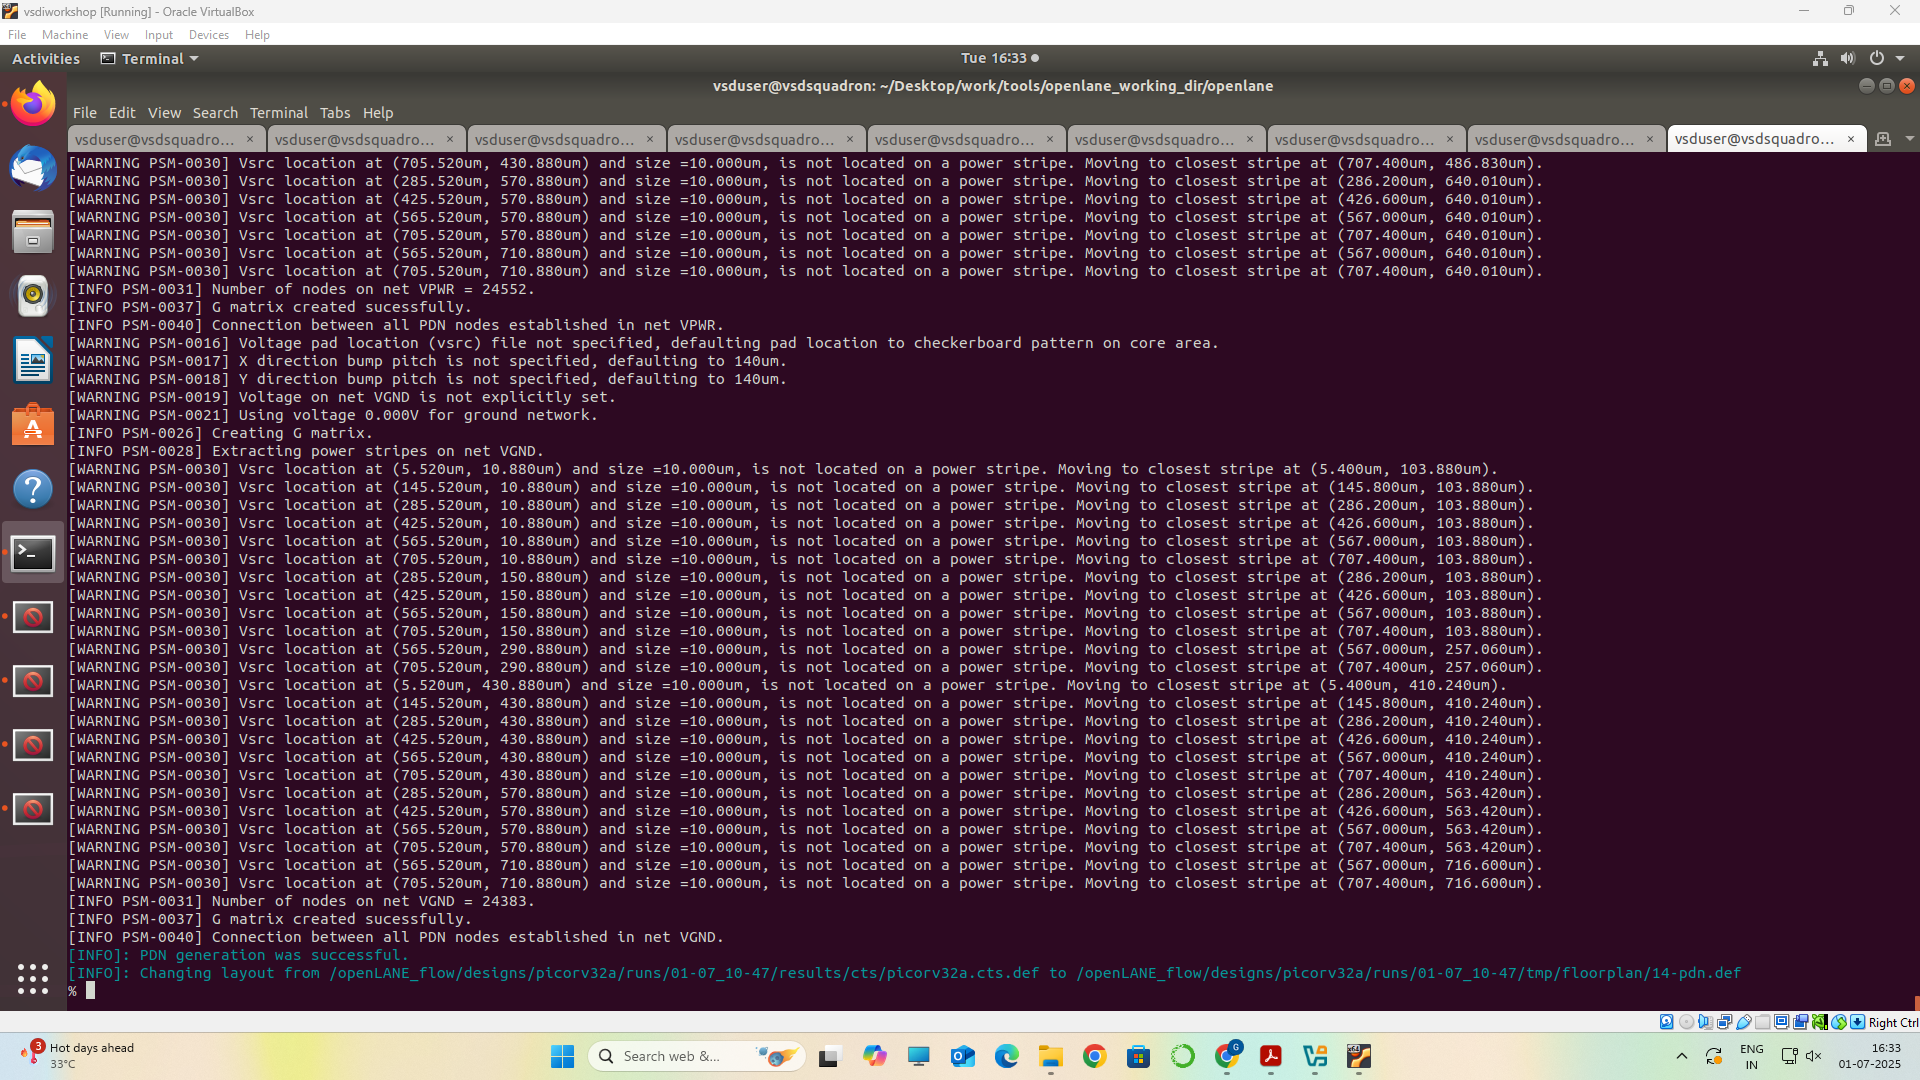 vsdiworkshop [Running] - Oracle VirtualBox
File Machine View Input Devices Help
Activities Terminal Tue 16:33
vsduser@vsdsquadron: ~/Desktop/work/tools/openlane_working_dir/openlane
File Edit View Search Terminal Tabs Help
vsduser@vsdsquadro... × vsduser@vsdsquadro... × vsduser@vsdsquadro... × vsduser@vsdsquadro... × vsduser@vsdsquadro... × vsduser@vsdsquadro... × vsduser@vsdsquadro... × vsduser@vsdsquadro... × vsduser@vsdsquadro... ×
[WARNING PSM-0030] Vsrc location at (705.520um, 430.880um) and size =10.000um, is not located on a power stripe. Moving to closest stripe at (707.400um, 486.830um).
[WARNING PSM-0030] Vsrc location at (285.520um, 570.880um) and size =10.000um, is not located on a power stripe. Moving to closest stripe at (286.200um, 640.010um).
[WARNING PSM-0030] Vsrc location at (425.520um, 570.880um) and size =10.000um, is not located on a power stripe. Moving to closest stripe at (426.600um, 640.010um).
[WARNING PSM-0030] Vsrc location at (565.520um, 570.880um) and size =10.000um, is not located on a power stripe. Moving to closest stripe at (567.000um, 640.010um).
[WARNING PSM-0030] Vsrc location at (705.520um, 570.880um) and size =10.000um, is not located on a power stripe. Moving to closest stripe at (707.400um, 640.010um).
[WARNING PSM-0030] Vsrc location at (565.520um, 710.880um) and size =10.000um, is not located on a power stripe. Moving to closest stripe at (567.000um, 640.010um).
[WARNING PSM-0030] Vsrc location at (705.520um, 710.880um) and size =10.000um, is not located on a power stripe. Moving to closest stripe at (707.400um, 640.010um).
[INFO PSM-0031] Number of nodes on net VPWR = 24552.
[INFO PSM-0037] G matrix created sucessfully.
[INFO PSM-0040] Connection between all PDN nodes established in net VPWR.
[WARNING PSM-0016] Voltage pad location (vsrc) file not specified, defaulting pad location to checkerboard pattern on core area.
[WARNING PSM-0017] X direction bump pitch is not specified, defaulting to 140um.
[WARNING PSM-0018] Y direction bump pitch is not specified, defaulting to 140um.
[WARNING PSM-0019] Voltage on net VGND is not explicitly set.
[WARNING PSM-0021] Using voltage 0.000V for ground network.
[INFO PSM-0026] Creating G matrix.
[INFO PSM-0028] Extracting power stripes on net VGND.
[WARNING PSM-0030] Vsrc location at (5.520um, 10.880um) and size =10.000um, is not located on a power stripe. Moving to closest stripe at (5.400um, 103.880um).
[WARNING PSM-0030] Vsrc location at (145.520um, 10.880um) and size =10.000um, is not located on a power stripe. Moving to closest stripe at (145.800um, 103.880um).
[WARNING PSM-0030] Vsrc location at (285.520um, 10.880um) and size =10.000um, is not located on a power stripe. Moving to closest stripe at (286.200um, 103.880um).
[WARNING PSM-0030] Vsrc location at (425.520um, 10.880um) and size =10.000um, is not located on a power stripe. Moving to closest stripe at (426.600um, 103.880um).
[WARNING PSM-0030] Vsrc location at (565.520um, 10.880um) and size =10.000um, is not located on a power stripe. Moving to closest stripe at (567.000um, 103.880um).
[WARNING PSM-0030] Vsrc location at (705.520um, 10.880um) and size =10.000um, is not located on a power stripe. Moving to closest stripe at (707.400um, 103.880um).
[WARNING PSM-0030] Vsrc location at (285.520um, 150.880um) and size =10.000um, is not located on a power stripe. Moving to closest stripe at (286.200um, 103.880um).
[WARNING PSM-0030] Vsrc location at (425.520um, 150.880um) and size =10.000um, is not located on a power stripe. Moving to closest stripe at (426.600um, 103.880um).
[WARNING PSM-0030] Vsrc location at (565.520um, 150.880um) and size =10.000um, is not located on a power stripe. Moving to closest stripe at (567.000um, 103.880um).
[WARNING PSM-0030] Vsrc location at (705.520um, 150.880um) and size =10.000um, is not located on a power stripe. Moving to closest stripe at (707.400um, 103.880um).
[WARNING PSM-0030] Vsrc location at (565.520um, 290.880um) and size =10.000um, is not located on a power stripe. Moving to closest stripe at (567.000um, 257.060um).
[WARNING PSM-0030] Vsrc location at (705.520um, 290.880um) and size =10.000um, is not located on a power stripe. Moving to closest stripe at (707.400um, 257.060um).
[WARNING PSM-0030] Vsrc location at (5.520um, 430.880um) and size =10.000um, is not located on a power stripe. Moving to closest stripe at (5.400um, 410.240um).
[WARNING PSM-0030] Vsrc location at (145.520um, 430.880um) and size =10.000um, is not located on a power stripe. Moving to closest stripe at (145.800um, 410.240um).
[WARNING PSM-0030] Vsrc location at (285.520um, 430.880um) and size =10.000um, is not located on a power stripe. Moving to closest stripe at (286.200um, 410.240um).
[WARNING PSM-0030] Vsrc location at (425.520um, 430.880um) and size =10.000um, is not located on a power stripe. Moving to closest stripe at (426.600um, 410.240um).
[WARNING PSM-0030] Vsrc location at (565.520um, 430.880um) and size =10.000um, is not located on a power stripe. Moving to closest stripe at (567.000um, 410.240um).
[WARNING PSM-0030] Vsrc location at (705.520um, 430.880um) and size =10.000um, is not located on a power stripe. Moving to closest stripe at (707.400um, 410.240um).
[WARNING PSM-0030] Vsrc location at (285.520um, 570.880um) and size =10.000um, is not located on a power stripe. Moving to closest stripe at (286.200um, 563.420um).
[WARNING PSM-0030] Vsrc location at (425.520um, 570.880um) and size =10.000um, is not located on a power stripe. Moving to closest stripe at (426.600um, 563.420um).
[WARNING PSM-0030] Vsrc location at (565.520um, 570.880um) and size =10.000um, is not located on a power stripe. Moving to closest stripe at (567.000um, 563.420um).
[WARNING PSM-0030] Vsrc location at (705.520um, 570.880um) and size =10.000um, is not located on a power stripe. Moving to closest stripe at (707.400um, 563.420um).
[WARNING PSM-0030] Vsrc location at (565.520um, 710.880um) and size =10.000um, is not located on a power stripe. Moving to closest stripe at (567.000um, 716.600um).
[WARNING PSM-0030] Vsrc location at (705.520um, 710.880um) and size =10.000um, is not located on a power stripe. Moving to closest stripe at (707.400um, 716.600um).
[INFO PSM-0031] Number of nodes on net VGND = 24383.
[INFO PSM-0037] G matrix created sucessfully.
[INFO PSM-0040] Connection between all PDN nodes established in net VGND.
[INFO]: PDN generation was successful.
[INFO]: Changing layout from /openLANE_flow/designs/picorv32a/runs/01-07_10-47/results/cts/picorv32a.cts.def to /openLANE_flow/designs/picorv32a/runs/01-07_10-47/tmp/floorplan/14-pdn.def
%
Right Ctrl
3 Hot days ahead
33°C
Search web &...
ENG
IN
16:33
01-07-2025